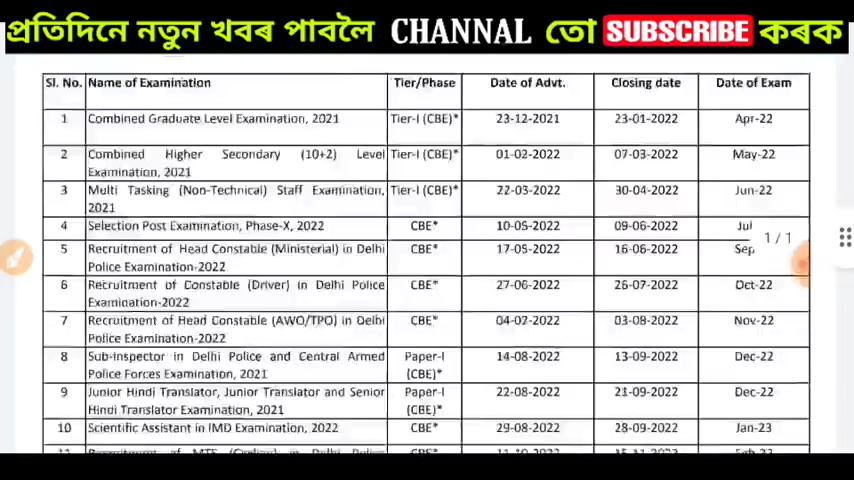 প্ৰতিদিনে নতুন খবৰ পাবলৈ CHANNAL তো SUBSCRIBE কৰক
Sl. No. Name of Examination Tier/Phase Date of Advt. Closing date Date of Exam
1 Combined Graduate Level Examination, 2021 Tier-I (CBE)* 23-12-2021 23-01-2022 Apr-22
2 Combined Higher Secondary (10+2) Level Tier-I (CBE)* 01-02-2022 07-03-2022 May-22
Examination, 2021
3 Multi Tasking (Non-Technical) Staff Examination, Tier-I (CBE)* 22-03-2022 30-04-2022 Jun-22
2021
4 Selection Post Examination, Phase-X, 2022 CBE* 10-05-2022 09-06-2022 Jul
1 / 1
5 Recruitment of Head Constable (Ministerial) in Delhi CBE* 17-05-2022 16-06-2022 Sep
Police Examination-2022
6 Recruitment of Constable (Driver) in Delhi Police CBE* 27-06-2022 26-07-2022 Oct-22
Examination-2022
7 Recruitment of Head Constable (AWO/TPO) in Delhi CBE* 04-07-2022 03-08-2022 Nov-22
Police Examination-2022
8 Sub-Inspector in Delhi Police and Central Armed Paper-I 14-08-2022 13-09-2022 Dec-22
Police Forces Examination, 2021 (CBE)*
9 Junior Hindi Translator, Junior Translator and Senior Paper-I 22-08-2022 21-09-2022 Dec-22
Hindi Translator Examination, 2021 (CBE)*
10 Scientific Assistant in IMD Examination, 2022 CBE* 29-08-2022 28-09-2022 Jan-23